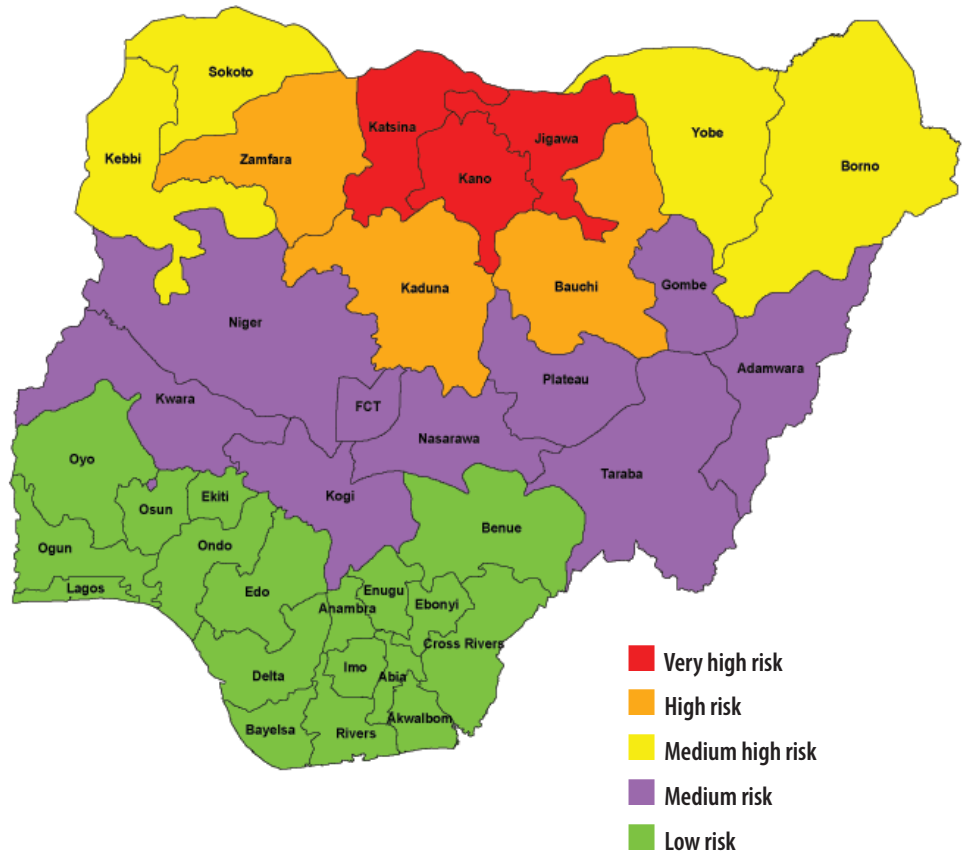 Sokoto
Katsina
Jigawa
Yobe
Kebbi
Zamfara
Kano
Borno
Kaduna
Bauchi
Gombe
Niger
Adamwara
Plateau
Kwara
FCT
Nasarawa
Taraba
Oyo
Kogi
Osun
Ekiti
Benue
Ogun
Ondo
Lagos
Edo
Enugu
Ebonyi
Anambra
Cross Rivers
Imo
Delta
Abia
Akwalbom
Bayelsa
Rivers
Very high risk
High risk
Medium high risk
Medium risk
Low risk